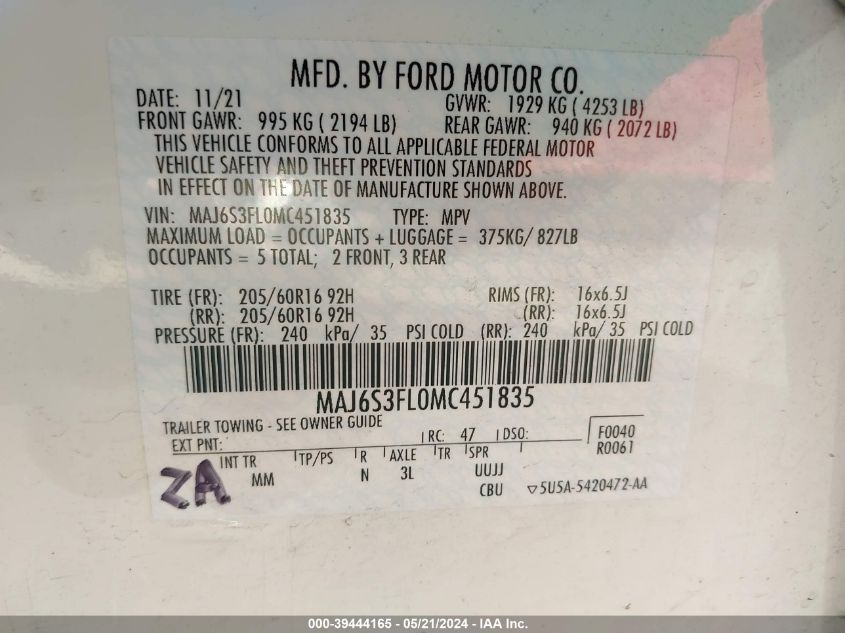 MFD. BY FORD MOTOR CO.
DATE: 11/21 GVWR: 1929 KG ( 4253 LB)
FRONT GAWR: 995 KG ( 2194 LB) REAR GAWR: 940 KG ( 2072 LB)
THIS VEHICLE CONFORMS TO ALL APPLICABLE FEDERAL MOTOR
VEHICLE SAFETY AND THEFT PREVENTION STANDARDS
IN EFFECT ON THE DATE OF MANUFACTURE SHOWN ABOVE.
VIN: MAJ6S3FL0MC451835 TYPE: MPV
MAXIMUM LOAD = OCCUPANTS + LUGGAGE = 375KG/ 827LB
OCCUPANTS = 5 TOTAL; 2 FRONT, 3 REAR
TIRE (FR): 205/60R16 92H RIMS (FR): 16x6.5J
(RR): 205/60R16 92H (RR): 16x6.5J
PRESSURE (FR): 240 kPa/ 35 PSI COLD (RR): 240 kPa/ 35 PSI COLD
MAJ6S3FL0MC451835
TRAILER TOWING - SEE OWNER GUIDE
EXT PNT: RC: 47 DSO: F0040
R0061
INT TR TP/PS R AXLE TR SPR
MM N 3L UUJJ
ZA CBU ▽5U5A-5420472-AA
000-39444165 - 05/21/2024 - IAA Inc.